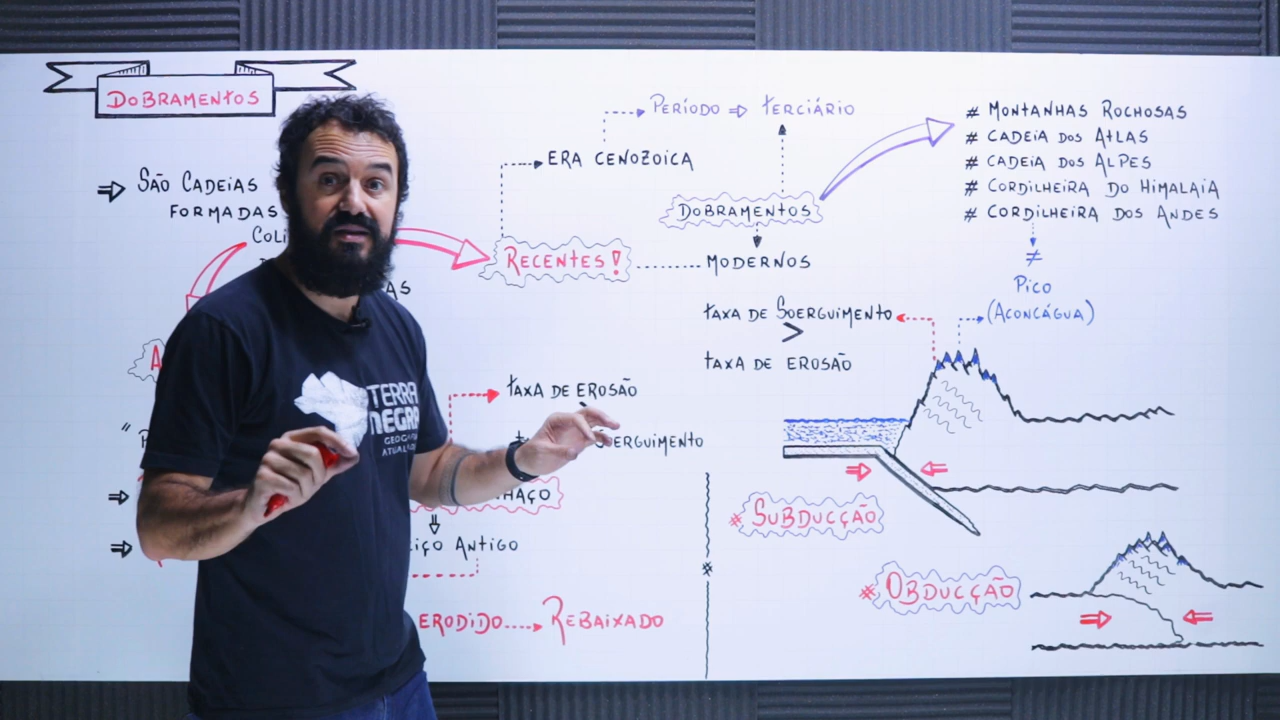 DOBRAMENTOS
⇒ SÃO CADEIAS
FORMADAS
RECENTES!
ERA CENOZOICA
PERÍODO ⇒ TERCIÁRIO
DOBRAMENTOS
MODERNOS
# MONTANHAS ROCHOSAS
# CADEIA DOS ATLAS
# CADEIA DOS ALPES
# CORDILHEIRA DO HIMALAIA
# CORDILHEIRA DOS ANDES
≠
PICO
(ACONCÁGUA)
TAXA DE SOERGUIMENTO
>
TAXA DE EROSÃO
TAXA DE EROSÃO
ANTIGO
ERODIDO
REBAIXADO
* SUBDUCÇÃO
* OBDUCÇÃO
TERRA
NEGRA